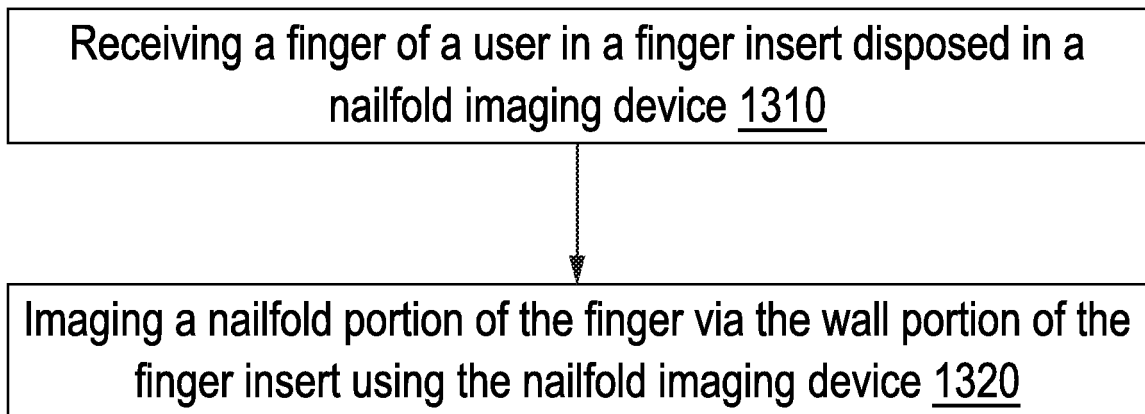 Receiving a finger of a user in a finger insert disposed in a
nailfold imaging device 1310
Imaging a nailfold portion of the finger via the wall portion of the
finger insert using the nailfold imaging device 1320